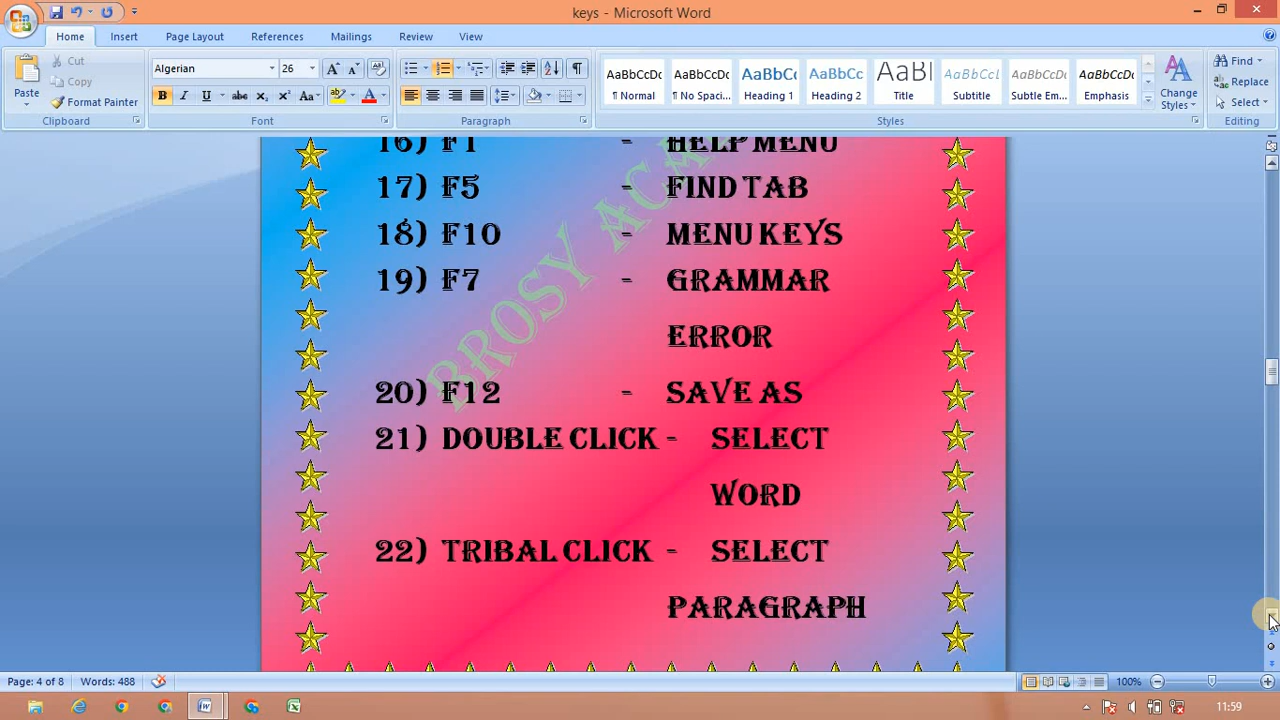 keys - Microsoft Word
Home Insert Page Layout References Mailings Review View
Paste
Cut
Copy
Format Painter
Clipboard
Algerian 26
Font
Paragraph
AaBbCcDc ¶ Normal
AaBbCcDc ¶ No Spaci...
AaBbCc Heading 1
AaBbCc Heading 2
AaBl Title
AaBbCcL Subtitle
AaBbCcDc Subtle Em...
AaBbCcDc Emphasis
Change Styles
Styles
Find
Replace
Select
Editing
16) F1 - HELP MENU
17) F5 - FIND TAB
18) F10 - MENU KEYS
19) F7 - GRAMMAR
ERROR
20) F12 - SAVE AS
21) DOUBLE CLICK - SELECT
WORD
22) TRIBAL CLICK - SELECT
PARAGRAPH
BROSY ACA
Page: 4 of 8 Words: 488 100%
11:59